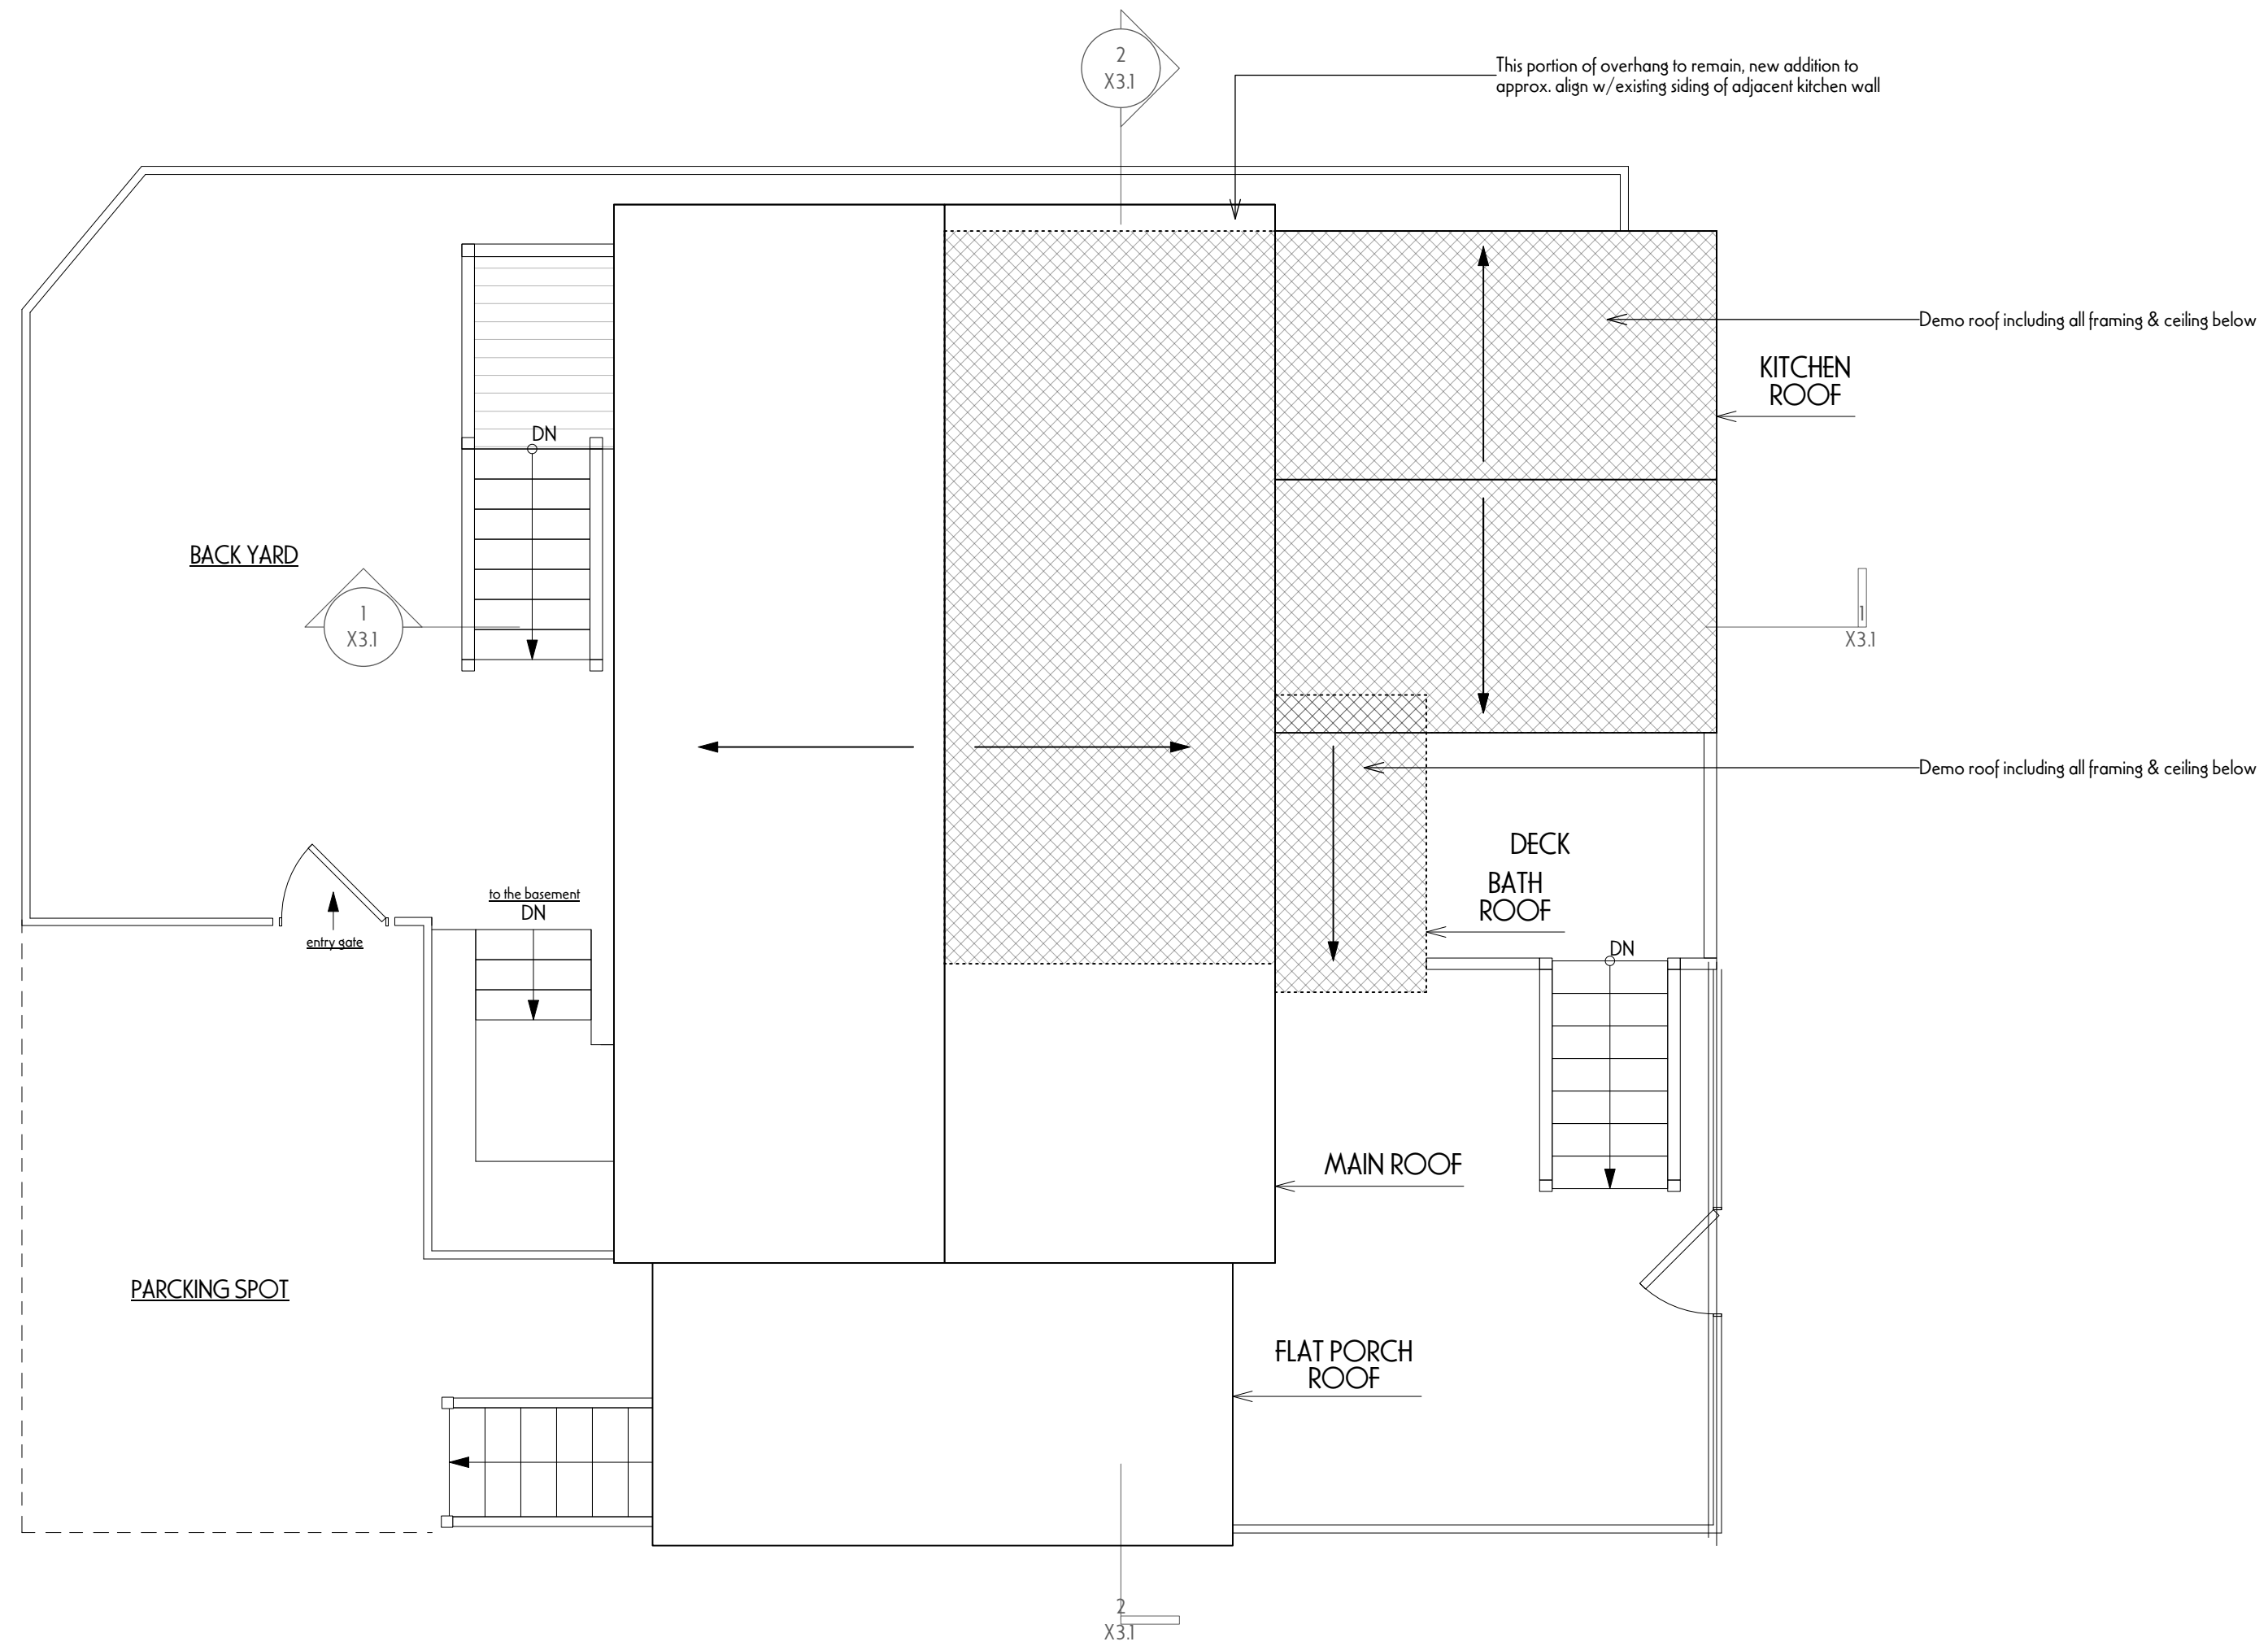 2
X3.1
This portion of overhang to remain, new addition to
approx. align w/existing siding of adjacent kitchen wall
Demo roof including all framing & ceiling below
KITCHEN
ROOF
DN
BACK YARD
1
X3.1
1
X3.1
Demo roof including all framing & ceiling below
DECK
BATH
ROOF
to the basement
DN
entry gate
DN
MAIN ROOF
PARCKING SPOT
FLAT PORCH
ROOF
2
X3.1